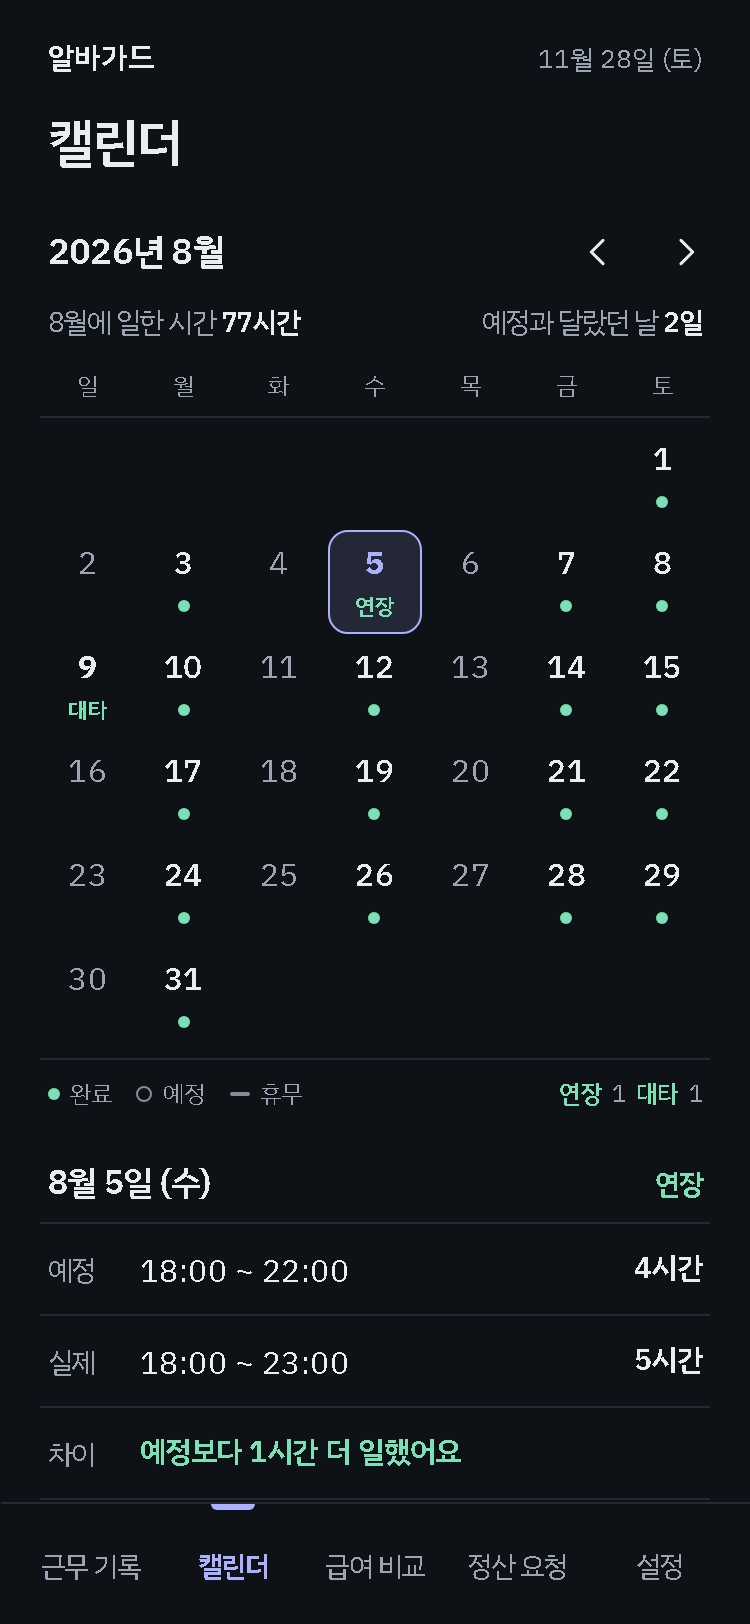 알바가드 11월 28일 (토)
캘린더
2026년 8월
8월에 일한 시간 77시간 예정과 달랐던 날 2일
일 월 화 수 목 금 토
1
2 3 4 5 6 7 8
연장
9 10 11 12 13 14 15
대타
16 17 18 19 20 21 22
23 24 25 26 27 28 29
30 31
완료 예정 휴무 연장 1 대타 1
8월 5일 (수) 연장
예정 18:00 ~ 22:00 4시간
실제 18:00 ~ 23:00 5시간
차이 예정보다 1시간 더 일했어요
근무 기록 캘린더 급여 비교 정산 요청 설정